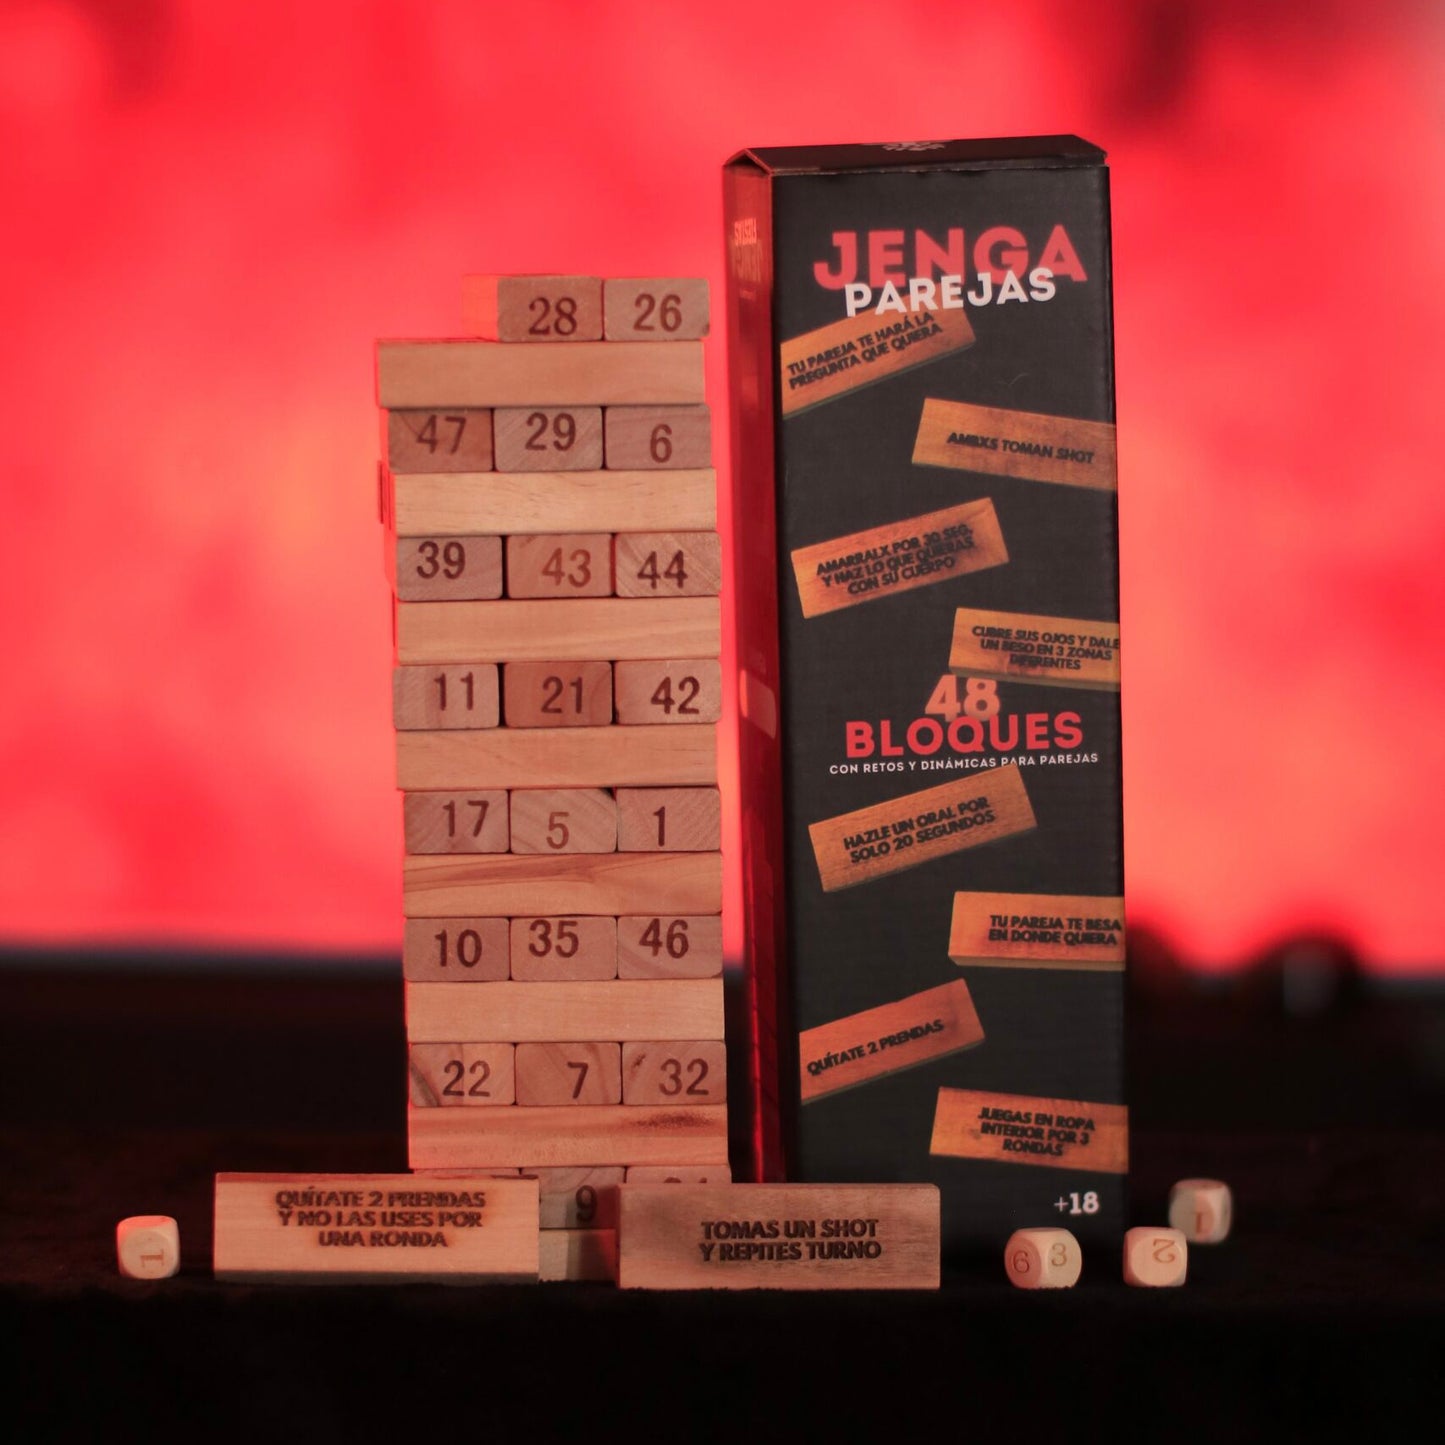 28 26
47 29 6
39 43 44
11 21 42
17 5 1
10 35 46
22 7 32
9
QUÍTATE 2 PRENDAS
Y NO LAS USES POR
UNA RONDA
TOMAS UN SHOT
Y REPITES TURNO
JENGA
PAREJAS
TU PAREJA TE HARÁ LA
PREGUNTA QUE QUIERA
AMBXS TOMAN SHOT
AMARRALX POR 30 SEG.
Y HAZ LO QUE QUIERAS
CON SU CUERPO
CUBRE SUS OJOS Y DALE
UN BESO EN 3 ZONAS
DIFERENTES
48
BLOQUES
CON RETOS Y DINÁMICAS PARA PAREJAS
HAZLE UN ORAL POR
SOLO 20 SEGUNDOS
TU PAREJA TE BESA
EN DONDE QUIERA
QUÍTATE 2 PRENDAS
JUEGAS EN ROPA
INTERIOR POR 3
RONDAS
+18
1
6 3
2
1